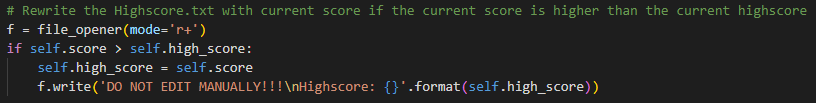 # Rewrite the Highscore.txt with current score if the current score is higher than the current highscore
f = file_opener(mode='r+')
if self.score > self.high_score:
    self.high_score = self.score
    f.write('DO NOT EDIT MANUALLY!!!\nHighscore: {}'.format(self.high_score))